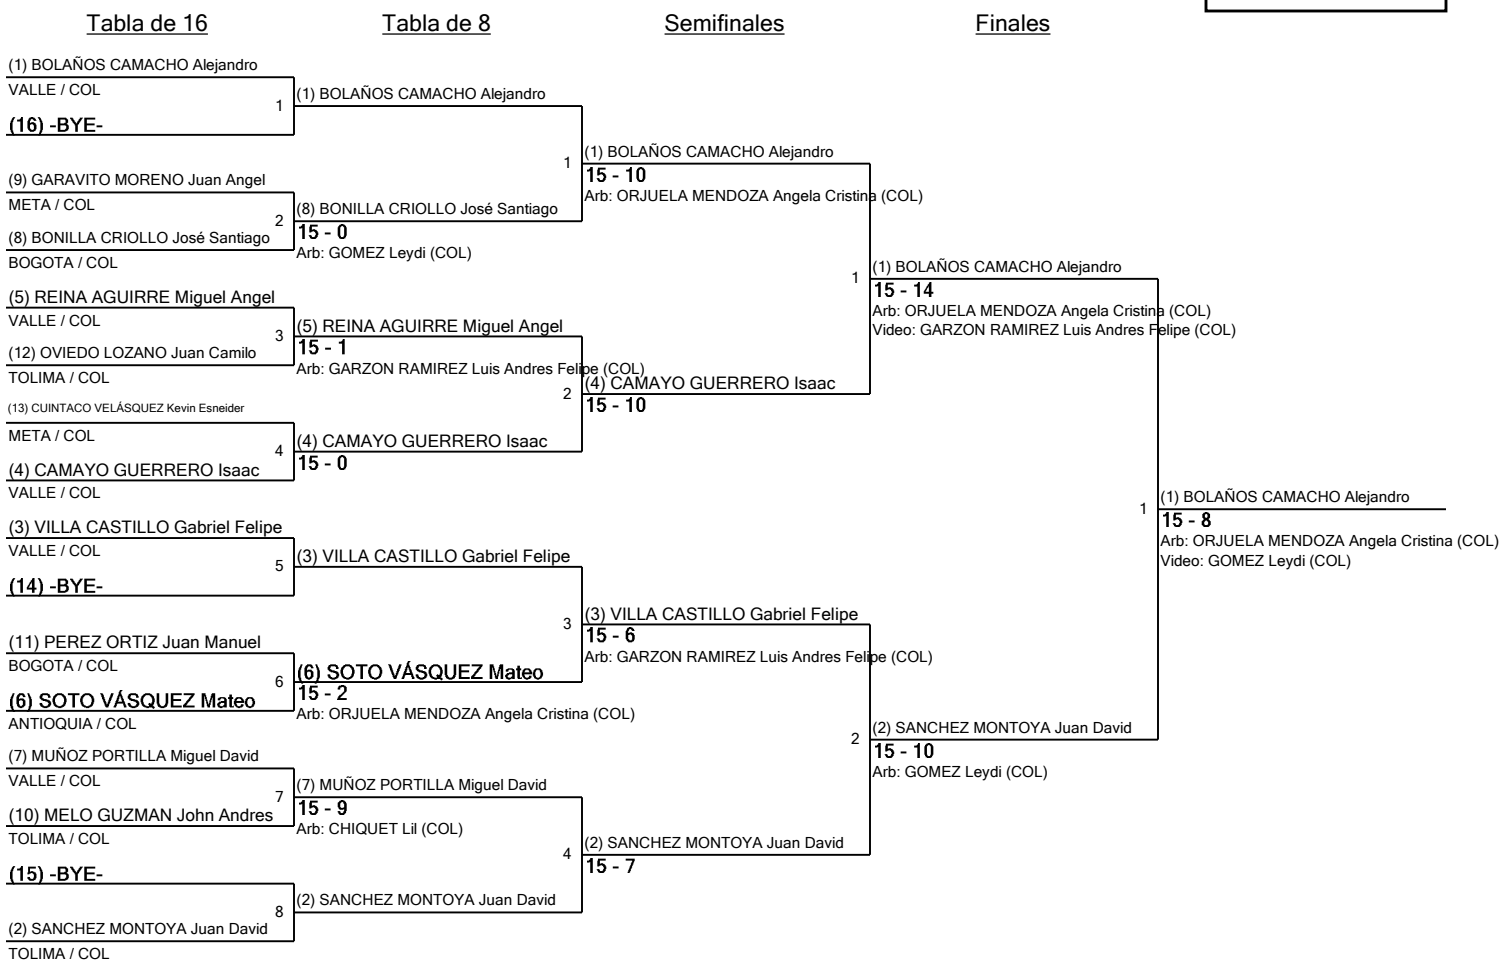 Tabla de 16
Tabla de 8
Semifinales
Finales
(1) BOLAÑOS CAMACHO Alejandro
VALLE / COL
1
(16) -BYE-
(9) GARAVITO MORENO Juan Angel
META / COL
2
(8) BONILLA CRIOLLO José Santiago
BOGOTA / COL
(5) REINA AGUIRRE Miguel Angel
VALLE / COL
3
(12) OVIEDO LOZANO Juan Camilo
TOLIMA / COL
(13) CUINTACO VELÁSQUEZ Kevin Esneider
META / COL
4
(4) CAMAYO GUERRERO Isaac
VALLE / COL
(3) VILLA CASTILLO Gabriel Felipe
VALLE / COL
5
(14) -BYE-
(11) PEREZ ORTIZ Juan Manuel
BOGOTA / COL
6
(6) SOTO VÁSQUEZ Mateo
ANTIOQUIA / COL
(7) MUÑOZ PORTILLA Miguel David
VALLE / COL
7
(10) MELO GUZMAN John Andres
TOLIMA / COL
(15) -BYE-
8
(2) SANCHEZ MONTOYA Juan David
TOLIMA / COL
(1) BOLAÑOS CAMACHO Alejandro
1
(8) BONILLA CRIOLLO José Santiago
15 - 0
Arb: GOMEZ Leydi (COL)
(5) REINA AGUIRRE Miguel Angel
15 - 1
Arb: GARZON RAMIREZ Luis Andres Felipe (COL)
2
(4) CAMAYO GUERRERO Isaac
15 - 0
(3) VILLA CASTILLO Gabriel Felipe
3
(6) SOTO VÁSQUEZ Mateo
15 - 2
Arb: ORJUELA MENDOZA Angela Cristina (COL)
(7) MUÑOZ PORTILLA Miguel David
15 - 9
Arb: CHIQUET Lil (COL)
4
(2) SANCHEZ MONTOYA Juan David
(1) BOLAÑOS CAMACHO Alejandro
15 - 10
Arb: ORJUELA MENDOZA Angela Cristina (COL)
1
(4) CAMAYO GUERRERO Isaac
15 - 10
(3) VILLA CASTILLO Gabriel Felipe
15 - 6
Arb: GARZON RAMIREZ Luis Andres Felipe (COL)
2
(2) SANCHEZ MONTOYA Juan David
15 - 7
(1) BOLAÑOS CAMACHO Alejandro
15 - 14
Arb: ORJUELA MENDOZA Angela Cristina (COL)
Video: GARZON RAMIREZ Luis Andres Felipe (COL)
1
(2) SANCHEZ MONTOYA Juan David
15 - 10
Arb: GOMEZ Leydi (COL)
(1) BOLAÑOS CAMACHO Alejandro
15 - 8
Arb: ORJUELA MENDOZA Angela Cristina (COL)
Video: GOMEZ Leydi (COL)